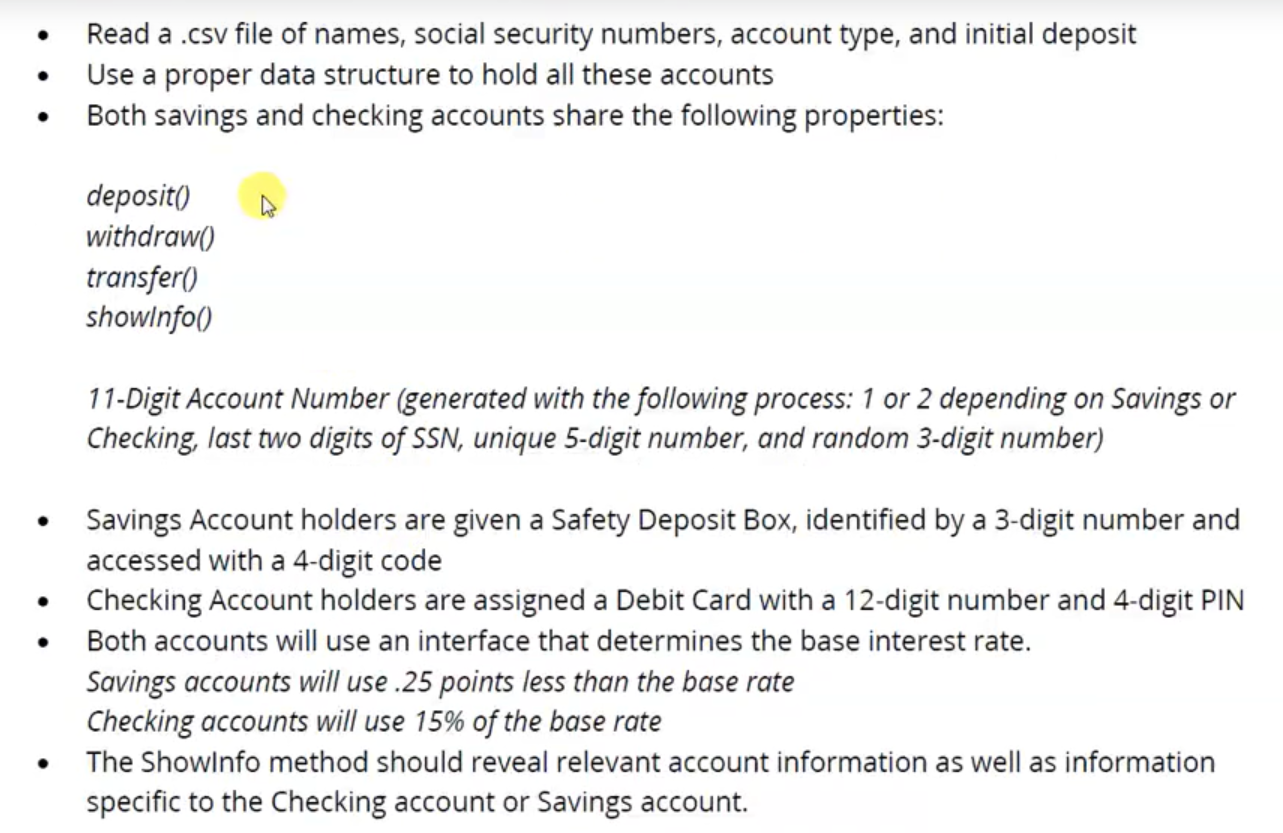 • Read a .csv file of names, social security numbers, account type, and initial deposit
• Use a proper data structure to hold all these accounts
• Both savings and checking accounts share the following properties:
deposit()
withdraw()
transfer()
showInfo()
11-Digit Account Number (generated with the following process: 1 or 2 depending on Savings or
Checking, last two digits of SSN, unique 5-digit number, and random 3-digit number)
• Savings Account holders are given a Safety Deposit Box, identified by a 3-digit number and
accessed with a 4-digit code
• Checking Account holders are assigned a Debit Card with a 12-digit number and 4-digit PIN
• Both accounts will use an interface that determines the base interest rate.
Savings accounts will use .25 points less than the base rate
Checking accounts will use 15% of the base rate
• The ShowInfo method should reveal relevant account information as well as information
specific to the Checking account or Savings account.